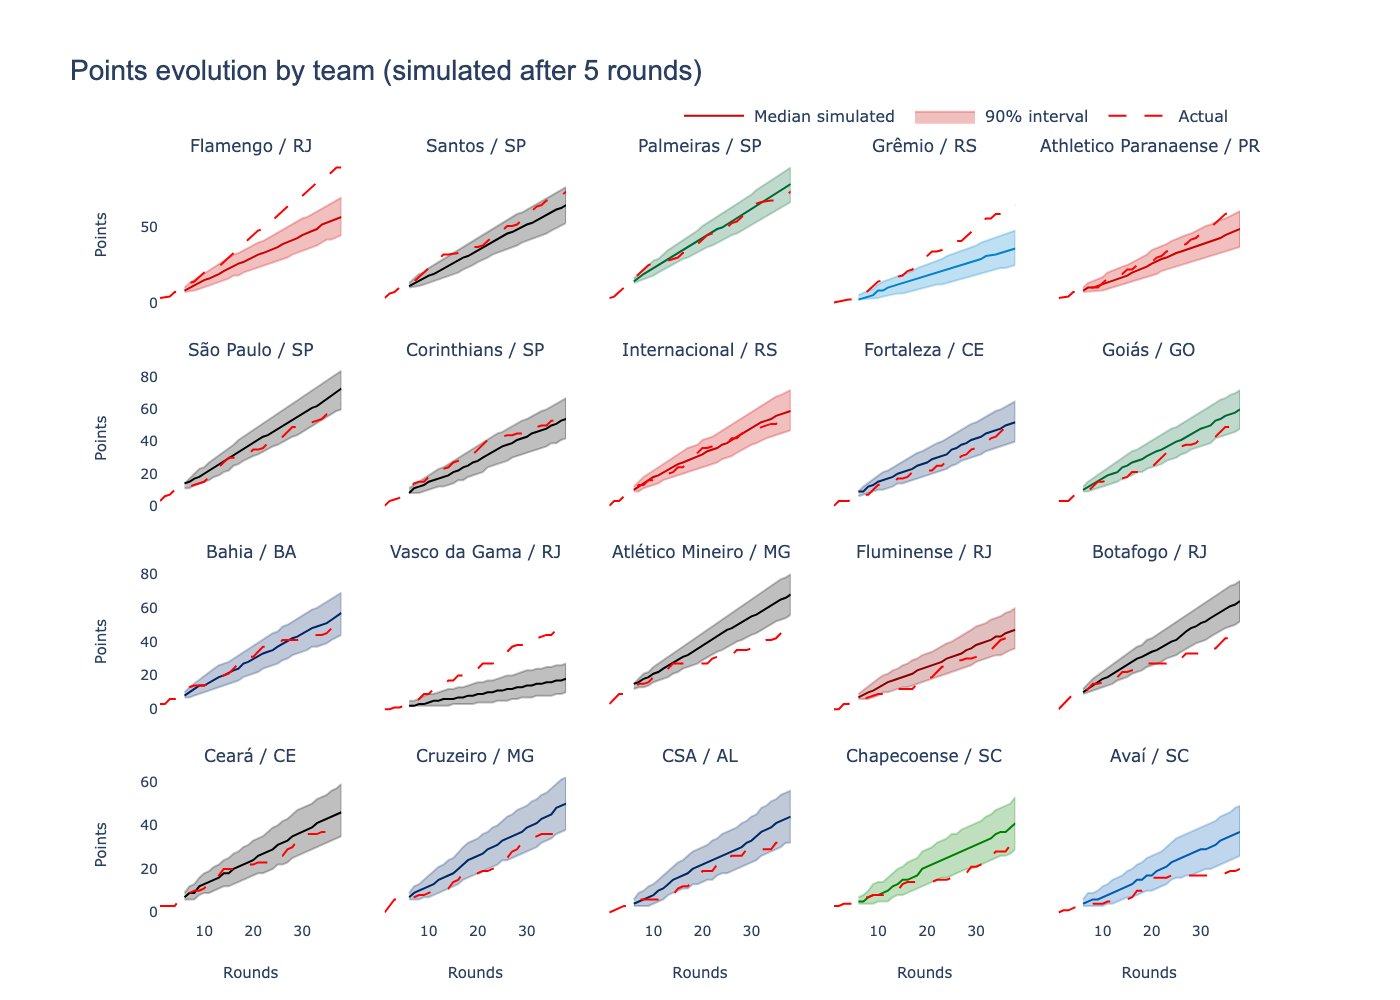 Points evolution by team (simulated after 5 rounds)
Median simulated 90% interval Actual
Flamengo / RJ Santos / SP Palmeiras / SP Grêmio / RS Athletico Paranaense / PR
Points
50
0
São Paulo / SP Corinthians / SP Internacional / RS Fortaleza / CE Goiás / GO
Points
80
60
40
20
0
Bahia / BA Vasco da Gama / RJ Atlético Mineiro / MG Fluminense / RJ Botafogo / RJ
Points
80
60
40
20
0
Ceará / CE Cruzeiro / MG CSA / AL Chapecoense / SC Avaí / SC
Points
60
40
20
0
10 20 30 10 20 30 10 20 30 10 20 30 10 20 30
Rounds Rounds Rounds Rounds Rounds